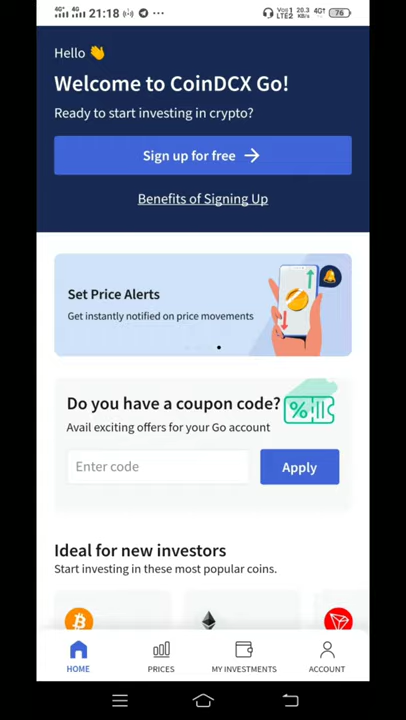 21:18
20.3
76
Hello 👋
Welcome to CoinDCX Go!
Ready to start investing in crypto?
Sign up for free →
Benefits of Signing Up
Set Price Alerts
Get instantly notified on price movements
Do you have a coupon code?
Avail exciting offers for your Go account
Enter code
Apply
Ideal for new investors
Start investing in these most popular coins.
HOME
PRICES
MY INVESTMENTS
ACCOUNT